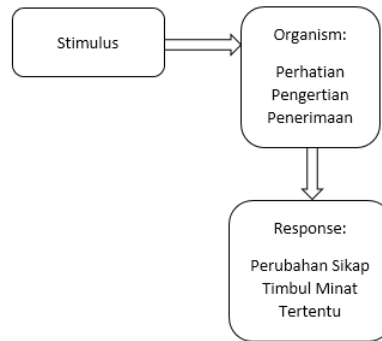 Stimulus
Organism:
Perhatian
Pengertian
Penerimaan
Response:
Perubahan Sikap
Timbul Minat
Tertentu